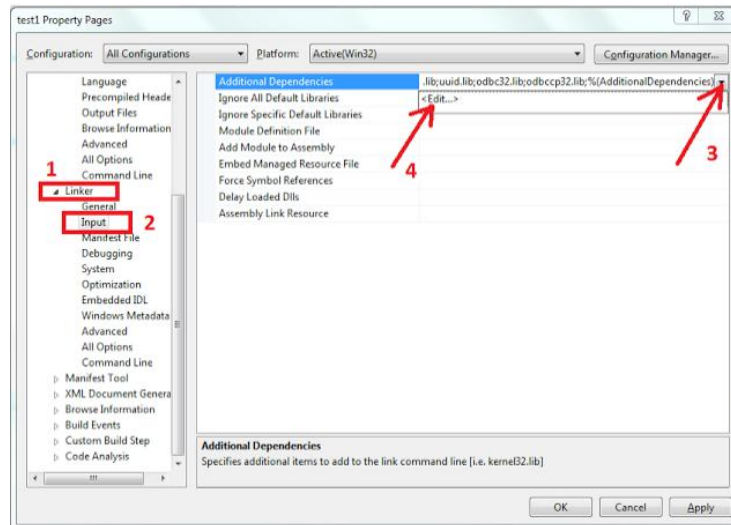 test1 Property Pages
Configuration: All Configurations Platform: Active(Win32) Configuration Manager...
Language
Precompiled Heade
Output Files
Browse Information
Advanced
All Options
Command Line
1
Linker
General
Input
2
Manifest File
Debugging
System
Optimization
Embedded IDL
Windows Metadata
Advanced
All Options
Command Line
Manifest Tool
XML Document Genera
Browse Information
Build Events
Custom Build Step
Code Analysis
Additional Dependencies .lib;uuid.lib;odbc32.lib;odbccp32.lib;%(AdditionalDependencies)
Ignore All Default Libraries <Edit...>
Ignore Specific Default Libraries
Module Definition File
Add Module to Assembly
Embed Managed Resource File
Force Symbol References
Delay Loaded Dlls
Assembly Link Resource
4
3
Additional Dependencies
Specifies additional items to add to the link command line [i.e. kernel32.lib]
OK Cancel Apply